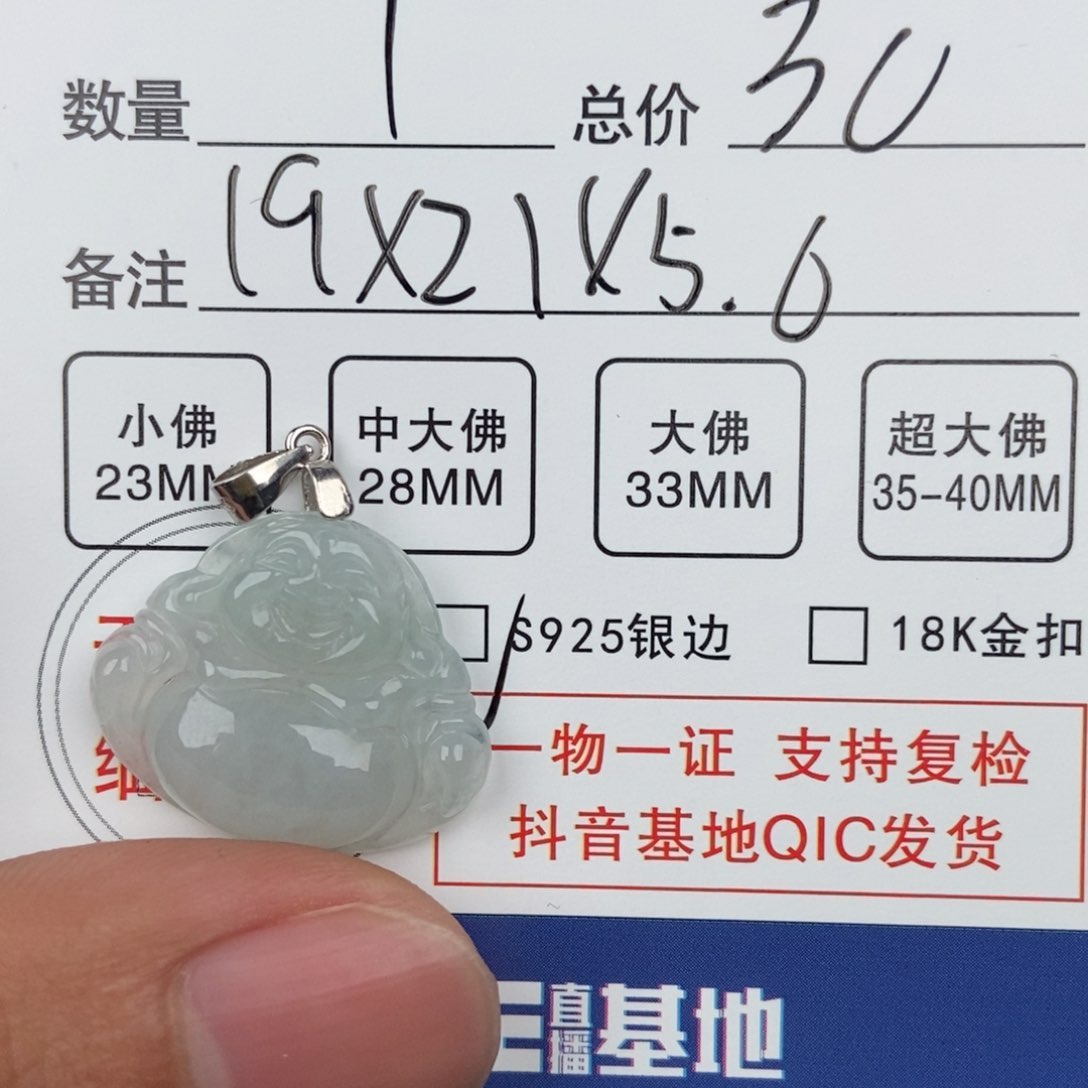 数量 1 总价 30
备注 19X21X5.6
小佛 中大佛 大佛 超大佛
23MM 28MM 33MM 35-40MM
S925银边 18K金扣
一物一证 支持复检
抖音基地QIC发货
直播基地